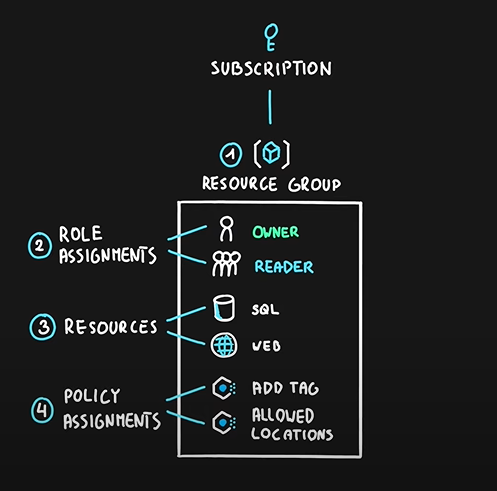 SUBSCRIPTION
1
RESOURCE GROUP
2 ROLE
ASSIGNMENTS
OWNER
READER
3 RESOURCES
SQL
WEB
4 POLICY
ASSIGNMENTS
ADD TAG
ALLOWED
LOCATIONS